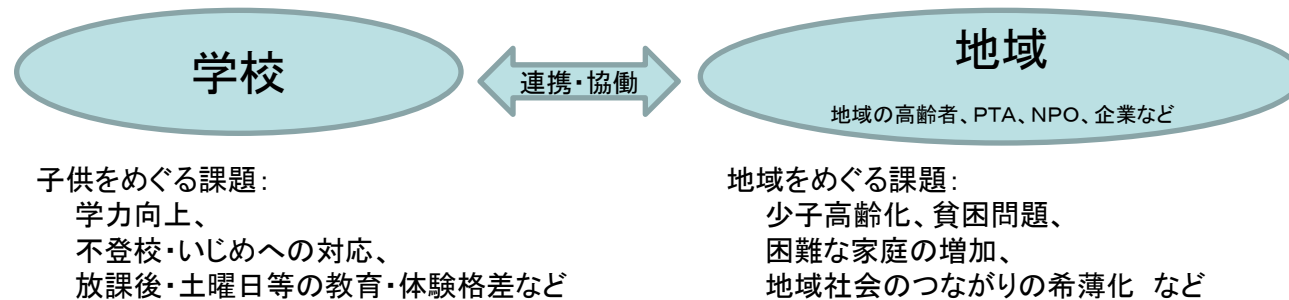 学校
連携・協働
地域
地域の高齢者、PTA、NPO、企業など
子供をめぐる課題：
学力向上、
不登校・いじめへの対応、
放課後・土曜日等の教育・体験格差など
地域をめぐる課題：
少子高齢化、貧困問題、
困難な家庭の増加、
地域社会のつながりの希薄化　など